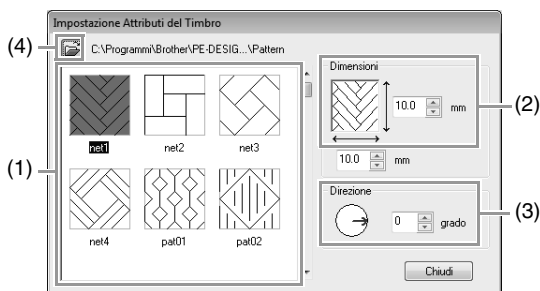 Impostazione Attributi del Timbro
(4)
C:\Programmi\Brother\PE-DESIG...\Pattern
Dimensioni
10.0 mm
(2)
net1 net2 net3
10.0 mm
(1)
Direzione
0 grado
(3)
net4 pat01 pat02
Chiudi